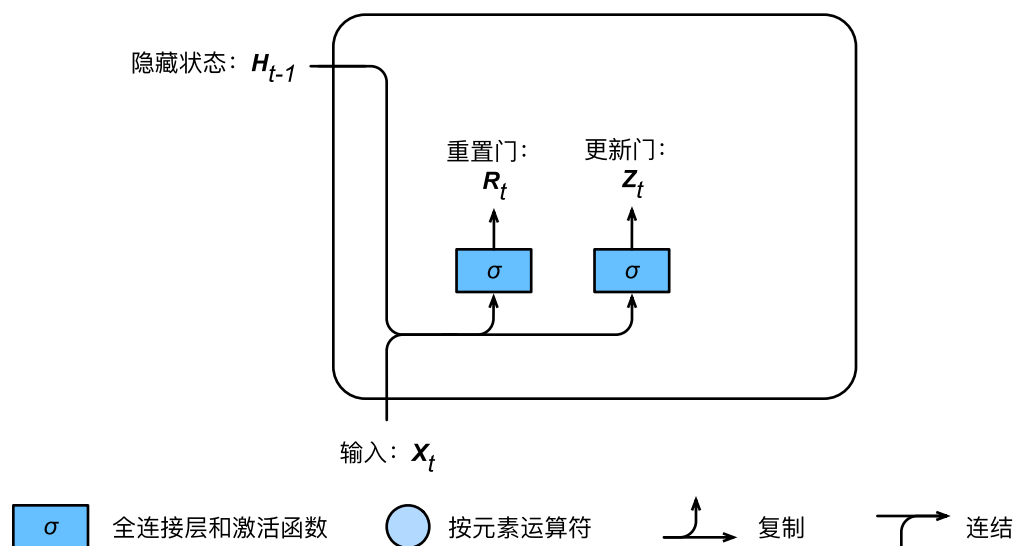 隐藏状态：H_{t-1}
重置门：
R_t
更新门：
Z_t
σ
σ
输入：X_t
σ 全连接层和激活函数
按元素运算符
复制
连结